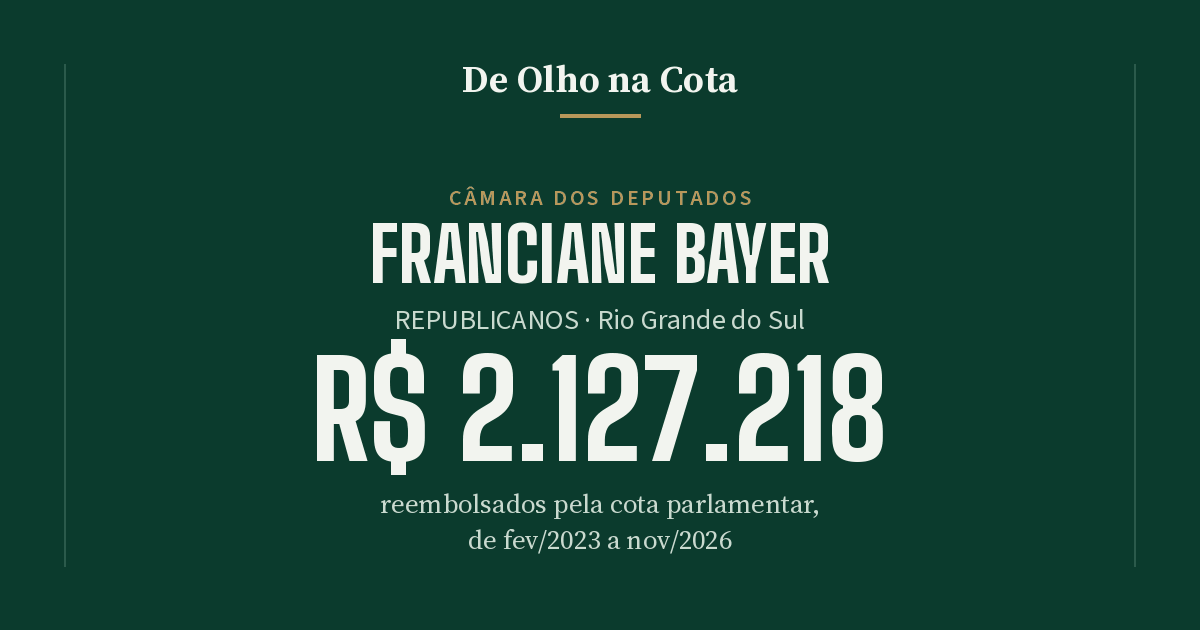 De Olho na Cota
CÂMARA DOS DEPUTADOS
FRANCIANE BAYER
REPUBLICANOS · Rio Grande do Sul
R$ 2.127.218
reembolsados pela cota parlamentar,
de fev/2023 a nov/2026